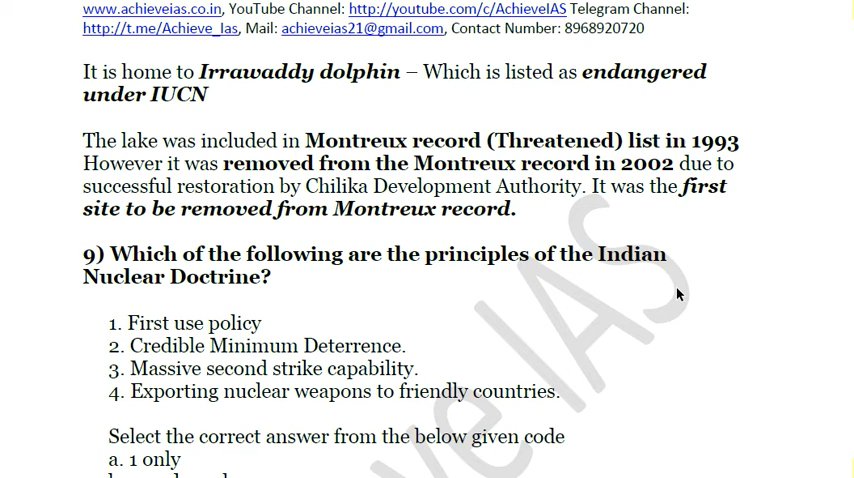 www.achieveias.co.in, YouTube Channel: http://youtube.com/c/AchieveIAS Telegram Channel:
http://t.me/Achieve_Ias, Mail: achieveias21@gmail.com, Contact Number: 8968920720
It is home to Irrawaddy dolphin – Which is listed as endangered
under IUCN
The lake was included in Montreux record (Threatened) list in 1993
However it was removed from the Montreux record in 2002 due to
successful restoration by Chilika Development Authority. It was the first
site to be removed from Montreux record.
9) Which of the following are the principles of the Indian
Nuclear Doctrine?
1. First use policy
2. Credible Minimum Deterrence.
3. Massive second strike capability.
4. Exporting nuclear weapons to friendly countries.
Select the correct answer from the below given code
a. 1 only